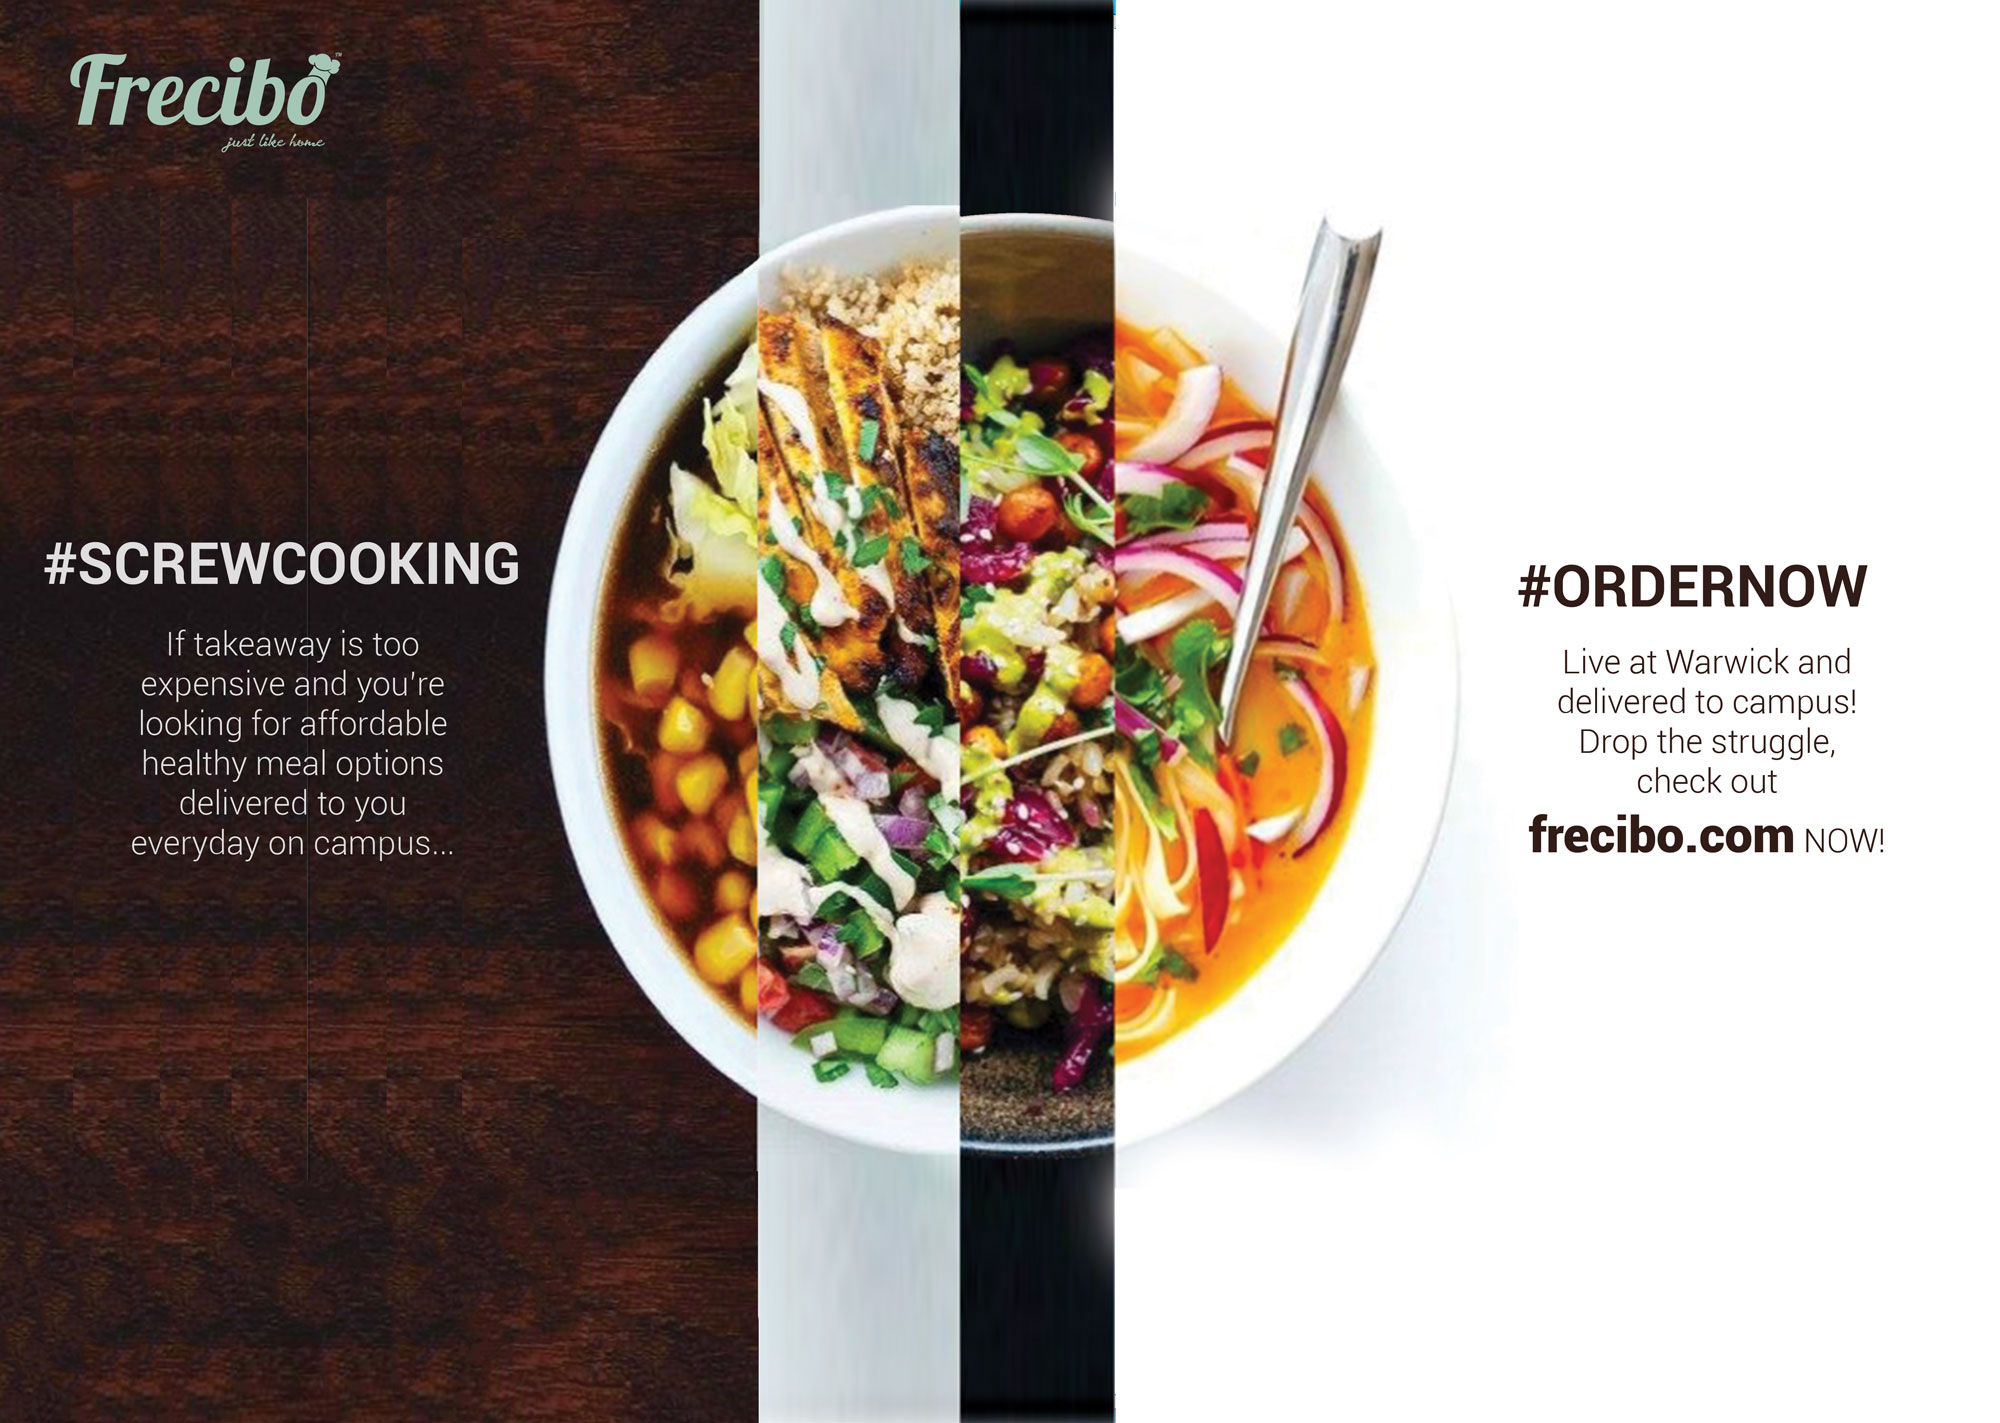 Frecibo™
just like home
#SCREWCOOKING
If takeaway is too
expensive and you're
looking for affordable
healthy meal options
delivered to you
everyday on campus...
#ORDERNOW
Live at Warwick and
delivered to campus!
Drop the struggle,
check out
frecibo.com NOW!